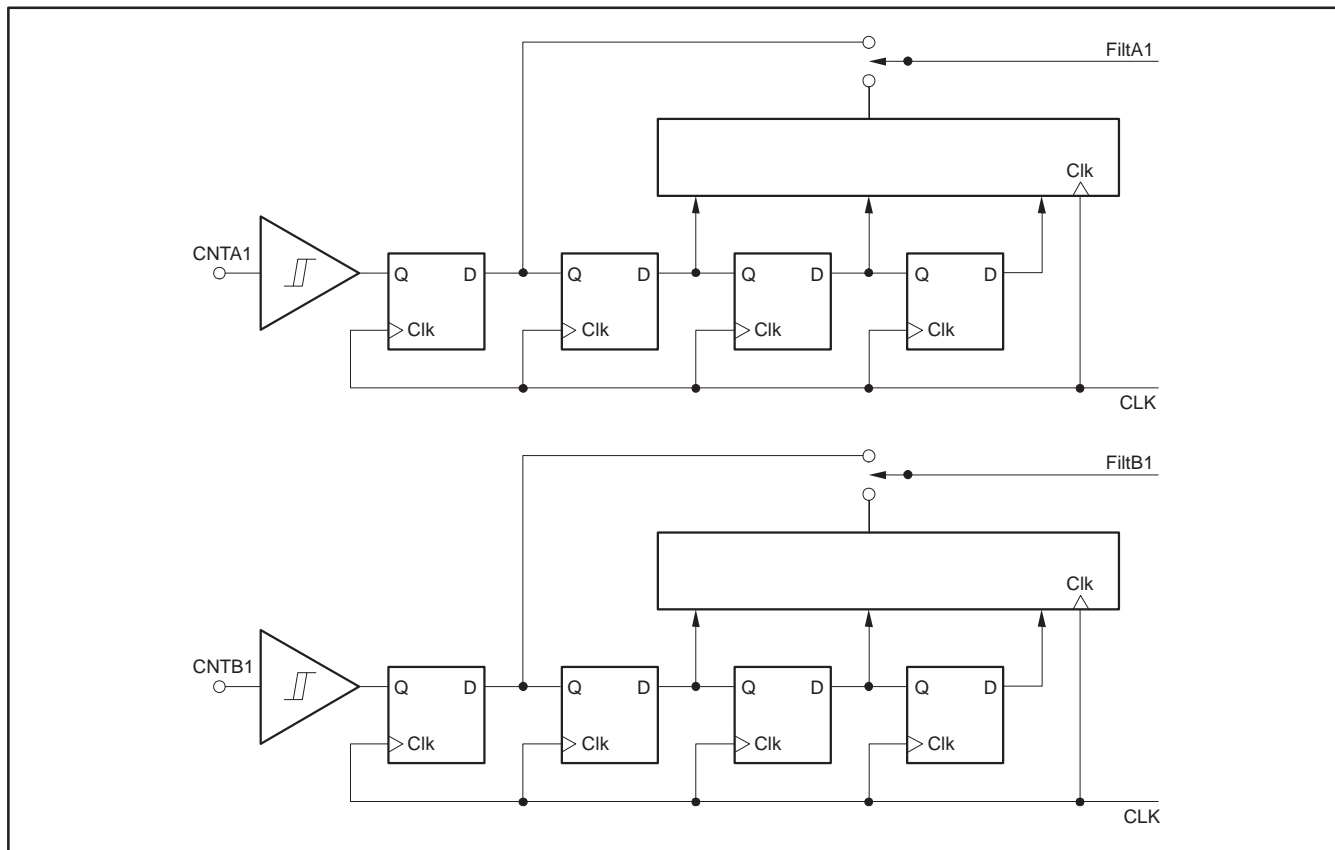 FiltA1
Clk
CNTA1
Q D Q D Q D Q D
Clk Clk Clk Clk
CLK
FiltB1
Clk
CNTB1
Q D Q D Q D Q D
Clk Clk Clk Clk
CLK